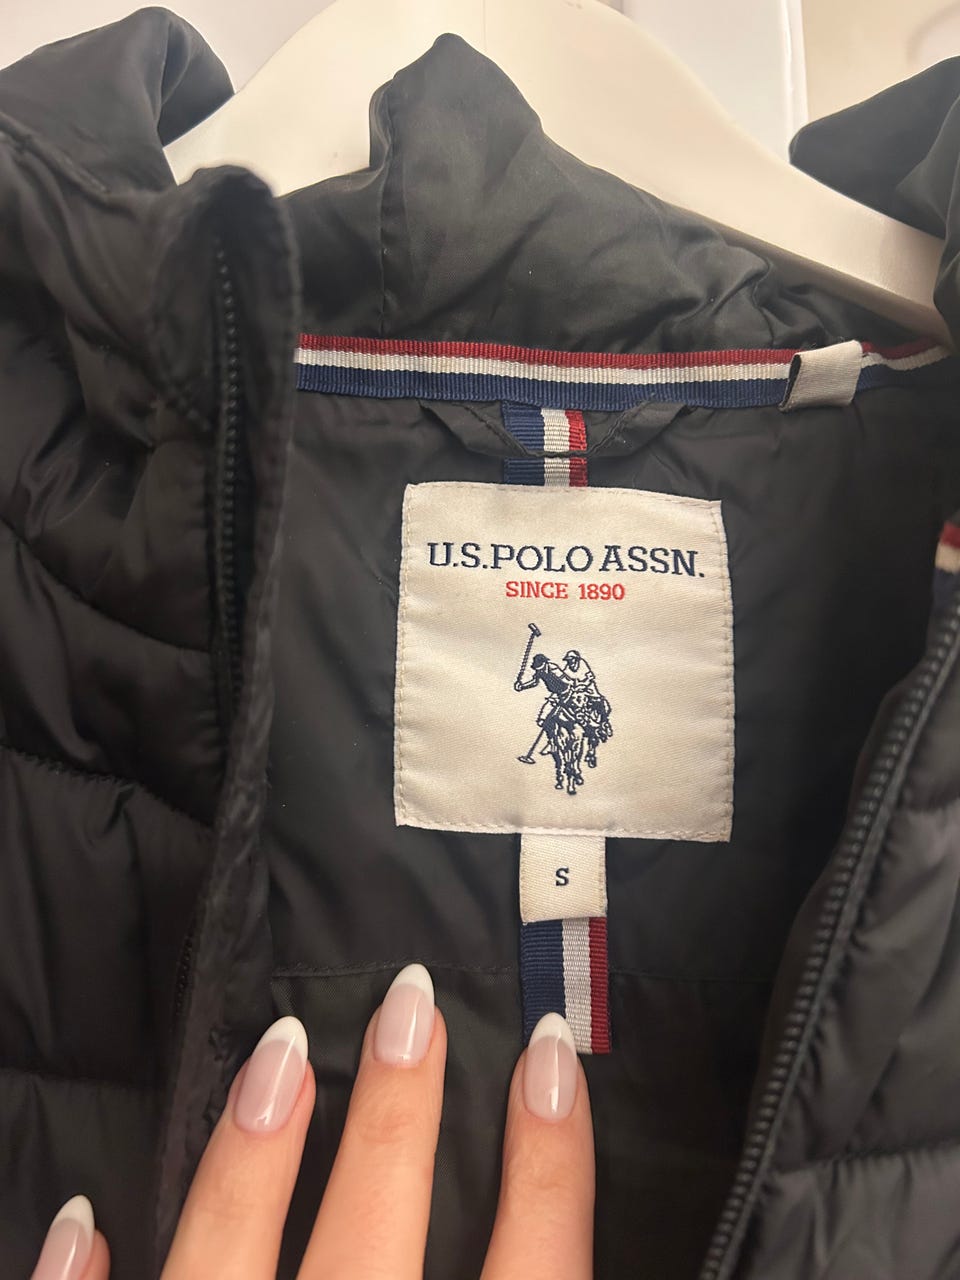 U.S. POLO ASSN.
SINCE 1890
S